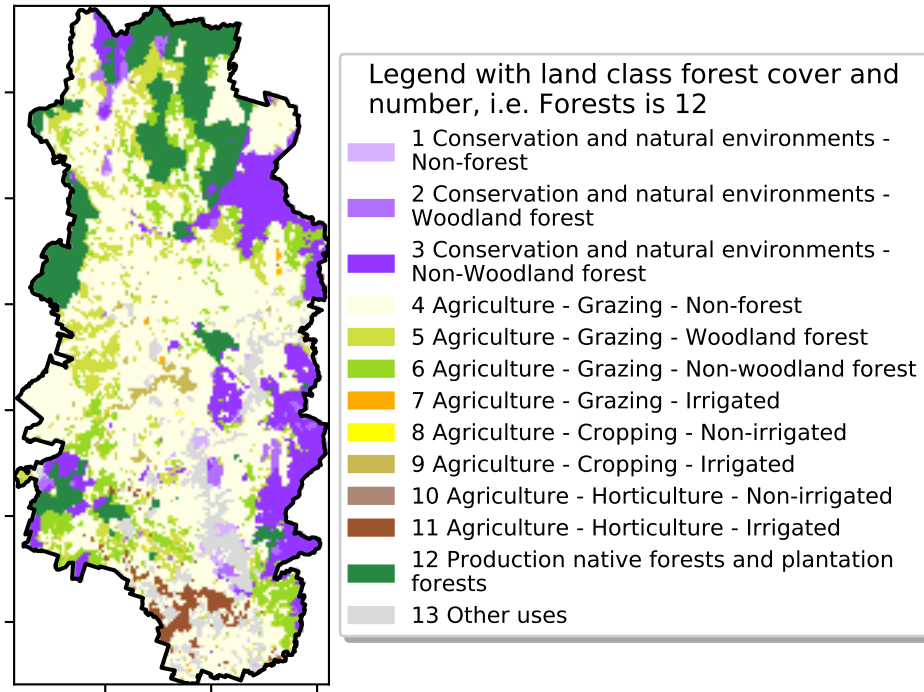 Legend with land class forest cover and
number, i.e. Forests is 12
1 Conservation and natural environments -
Non-forest
2 Conservation and natural environments -
Woodland forest
3 Conservation and natural environments -
Non-Woodland forest
4 Agriculture - Grazing - Non-forest
5 Agriculture - Grazing - Woodland forest
6 Agriculture - Grazing - Non-woodland forest
7 Agriculture - Grazing - Irrigated
8 Agriculture - Cropping - Non-irrigated
9 Agriculture - Cropping - Irrigated
10 Agriculture - Horticulture - Non-irrigated
11 Agriculture - Horticulture - Irrigated
12 Production native forests and plantation
forests
13 Other uses